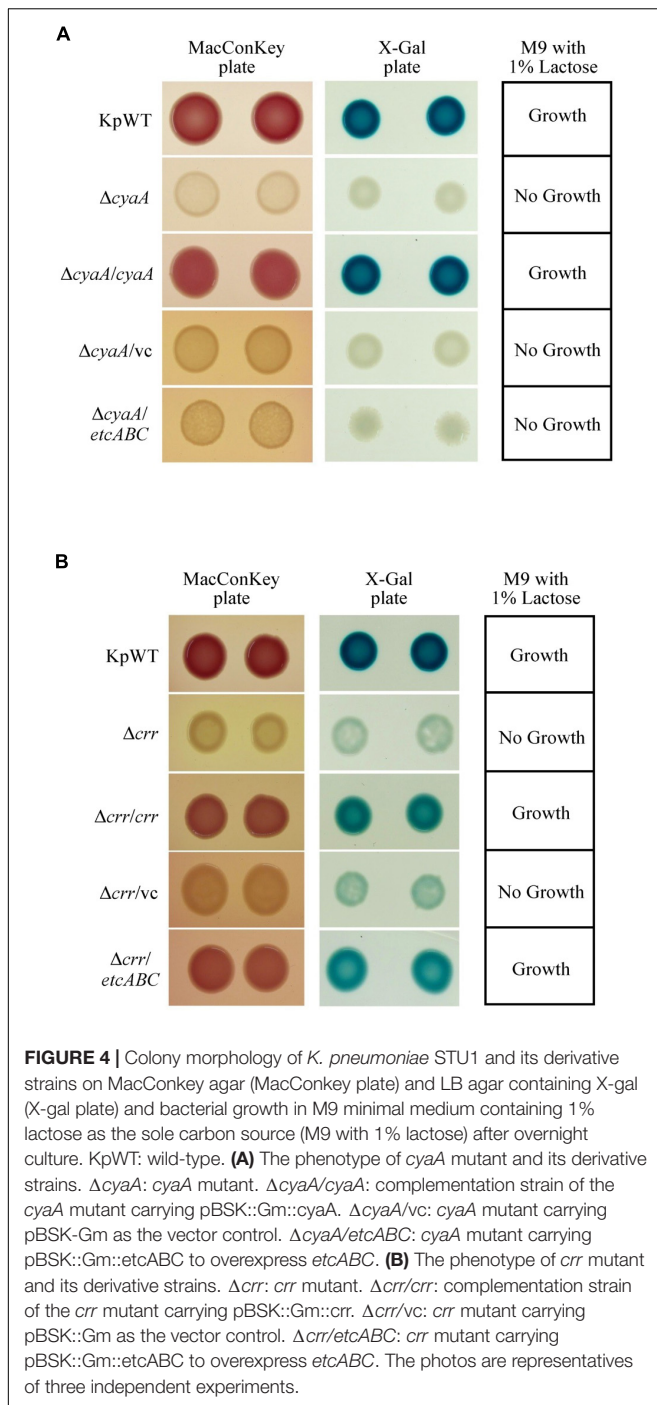 A
MacConkey plate
X-Gal plate
M9 with 1% Lactose
KpWT
Growth
ΔcyaA
No Growth
ΔcyaA/cyaA
Growth
ΔcyaA/vc
No Growth
ΔcyaA/ etcABC
No Growth
B
MacConkey plate
X-Gal plate
M9 with 1% Lactose
KpWT
Growth
Δcrr
No Growth
Δcrr/crr
Growth
Δcrr/vc
No Growth
Δcrr/ etcABC
Growth
FIGURE 4 | Colony morphology of K. pneumoniae STU1 and its derivative
strains on MacConkey agar (MacConkey plate) and LB agar containing X-gal
(X-gal plate) and bacterial growth in M9 minimal medium containing 1%
lactose as the sole carbon source (M9 with 1% lactose) after overnight
culture. KpWT: wild-type. (A) The phenotype of cyaA mutant and its derivative
strains. ΔcyaA: cyaA mutant. ΔcyaA/cyaA: complementation strain of the
cyaA mutant carrying pBSK::Gm::cyaA. ΔcyaA/vc: cyaA mutant carrying
pBSK-Gm as the vector control. ΔcyaA/etcABC: cyaA mutant carrying
pBSK::Gm::etcABC to overexpress etcABC. (B) The phenotype of crr mutant
and its derivative strains. Δcrr: crr mutant. Δcrr/crr: complementation strain
of the crr mutant carrying pBSK::Gm::crr. Δcrr/vc: crr mutant carrying
pBSK::Gm as the vector control. Δcrr/etcABC: crr mutant carrying
pBSK::Gm::etcABC to overexpress etcABC. The photos are representatives
of three independent experiments.